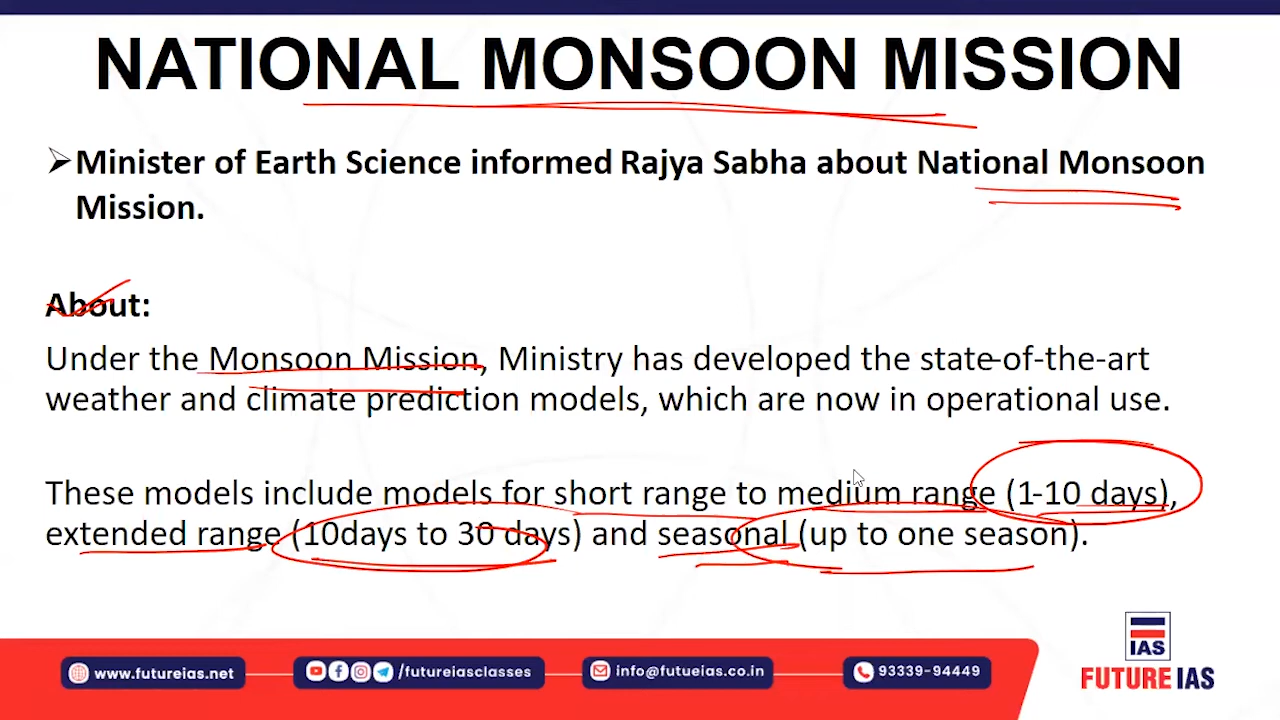 NATIONAL MONSOON MISSION
Minister of Earth Science informed Rajya Sabha about National Monsoon
Mission.
About:
Under the Monsoon Mission, Ministry has developed the state-of-the-art
weather and climate prediction models, which are now in operational use.
These models include models for short range to medium range (1-10 days),
extended range (10days to 30 days) and seasonal (up to one season).
IAS
www.futureias.net
/futureiasclasses
info@futueias.co.in
93339-94449
FUTURE IAS